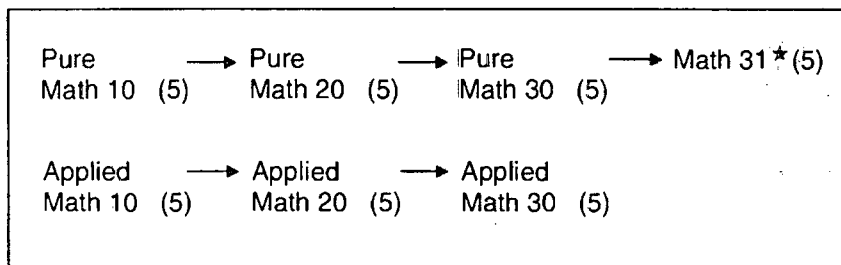 Pure → Pure → Pure → Math 31★(5)
Math 10 (5) Math 20 (5) Math 30 (5)
Applied → Applied → Applied
Math 10 (5) Math 20 (5) Math 30 (5)